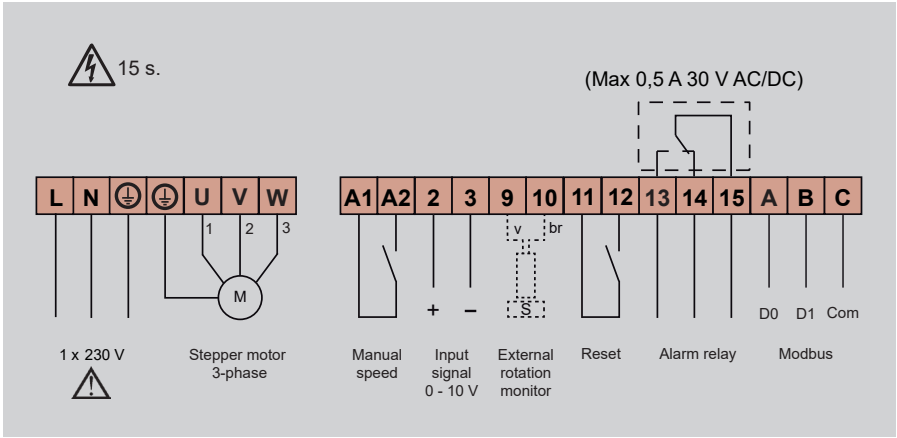 15 s.
(Max 0,5 A 30 V AC/DC)
L N U V W
A1 A2 2 3 9 10 11 12 13 14 15 A B C
1 2 3
v br
M
+ −
S
D0 D1 Com
1 x 230 V
Stepper motor
3-phase
Manual
speed
Input
signal
0 - 10 V
External
rotation
monitor
Reset
Alarm relay
Modbus